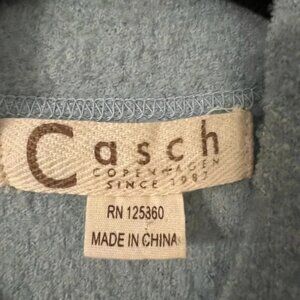 Casch
COPENHAGEN
SINCE 1987
RN 125360
MADE IN CHINA